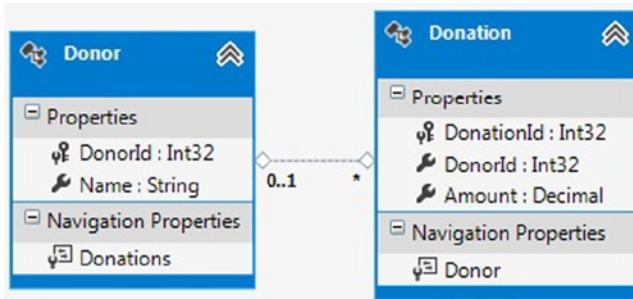 Donor
Properties
DonorId : Int32
Name : String
Navigation Properties
Donations
0..1
*
Donation
Properties
DonationId : Int32
DonorId : Int32
Amount : Decimal
Navigation Properties
Donor